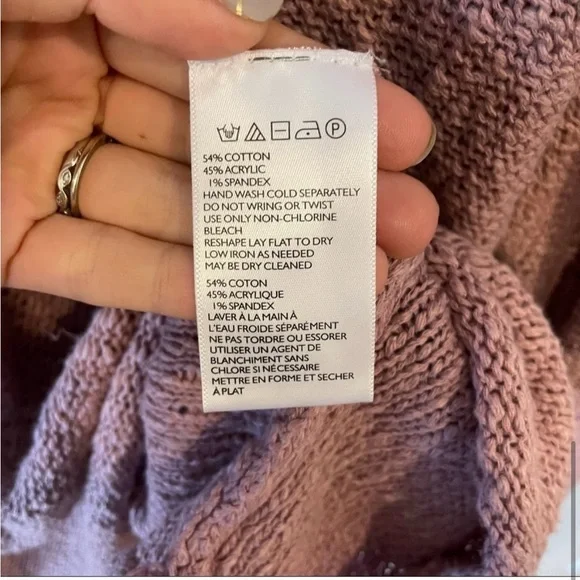 P
54% COTTON
45% ACRYLIC
1% SPANDEX
HAND WASH COLD SEPARATELY
DO NOT WRING OR TWIST
USE ONLY NON-CHLORINE
BLEACH
RESHAPE LAY FLAT TO DRY
LOW IRON AS NEEDED
MAY BE DRY CLEANED
54% COTON
45% ACRYLIQUE
1% SPANDEX
LAVER À LA MAIN À
L'EAU FROIDE SÉPARÉMENT
NE PAS TORDRE OU ESSORER
UTILISER UN AGENT DE
BLANCHIMENT SANS
CHLORE SI NÉCESSAIRE
METTRE EN FORME ET SECHER
À PLAT